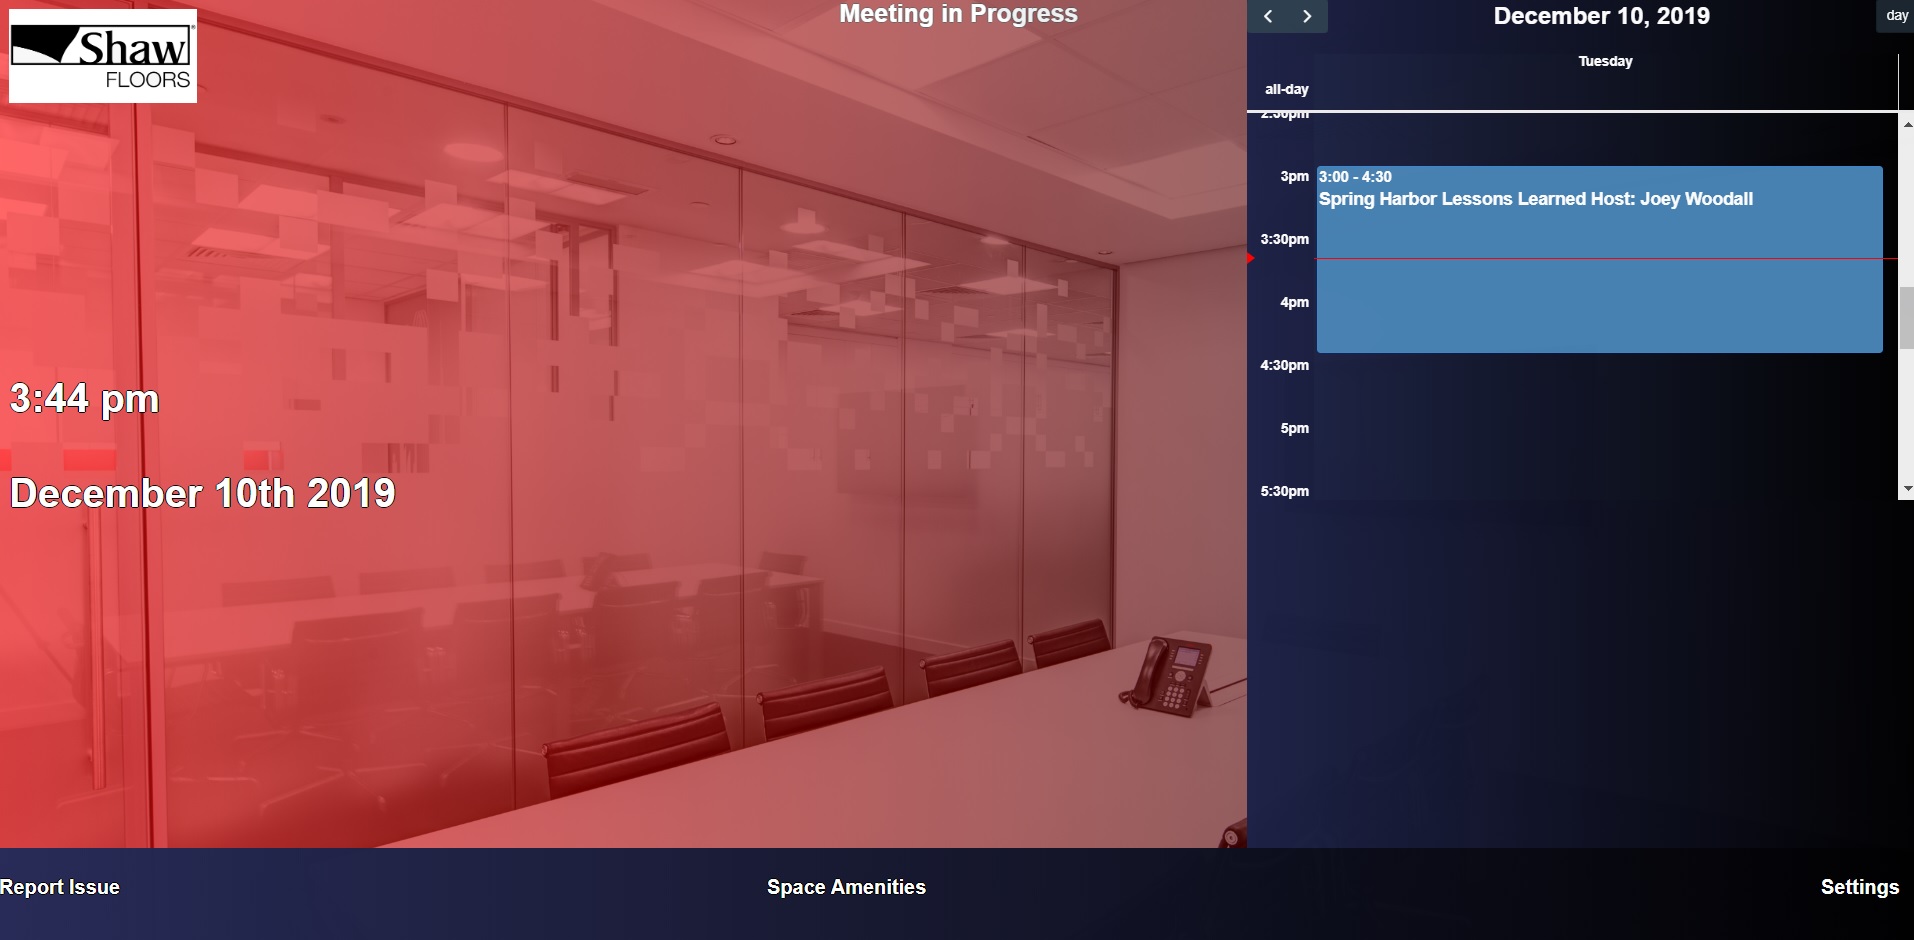 Shaw
FLOORS
Meeting in Progress
3:44 pm
December 10th 2019
December 10, 2019
day
Tuesday
all-day
2:30pm
3pm
3:00 - 4:30
Spring Harbor Lessons Learned Host: Joey Woodall
3:30pm
4pm
4:30pm
5pm
5:30pm
Report Issue
Space Amenities
Settings